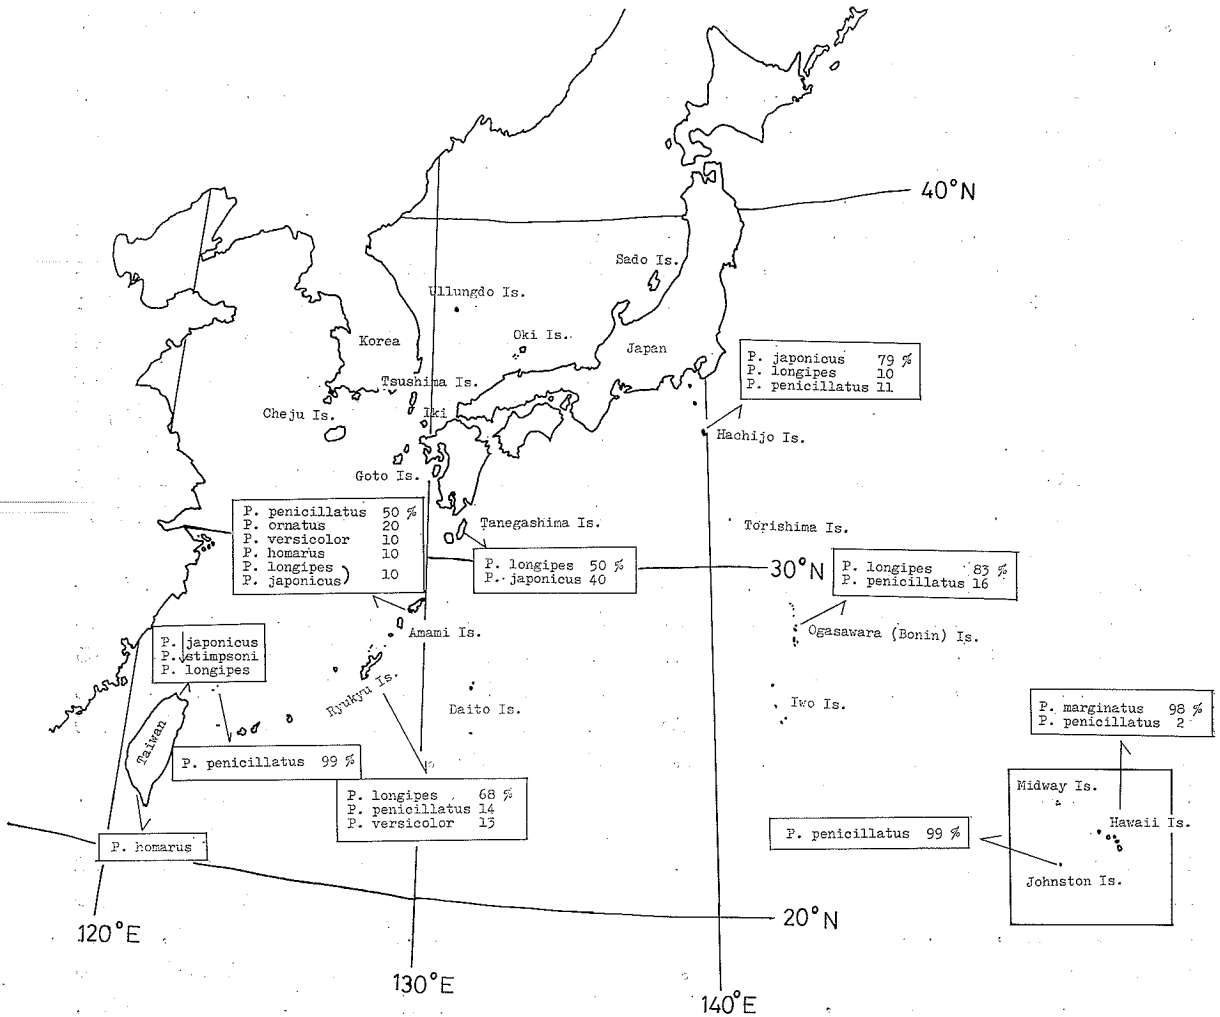 40°N
Sado Is.
Ullungdo Is.
Oki Is.
Korea
Japan
P. japonicus 79 %
P. longipes 10
P. penicillatus 11
Tsushima Is.
Iki
Cheju Is.
Hachijo Is.
Goto Is.
P. penicillatus 50 %
P. ornatus 20
P. versicolor 10
P. homarus 10
P. longipes
P. japonicus) 10
Tanegashima Is.
Torishima Is.
P. longipes 50 %
P. japonicus 40
30°N
P. longipes 83 %
P. penicillatus 16
Amami Is.
Ogasawara (Bonin) Is.
P. japonicus
P. stimpsoni
P. longipes
Ryukyu Is.
Daito Is.
Iwo Is.
P. marginatus 98 %
P. penicillatus 2
Taiwan
P. penicillatus 99 %
P. longipes 68 %
P. penicillatus 14
P. versicolor 13
Midway Is.
Hawaii Is.
P. penicillatus 99 %
P. homarus
Johnston Is.
20°N
120°E
130°E
140°E